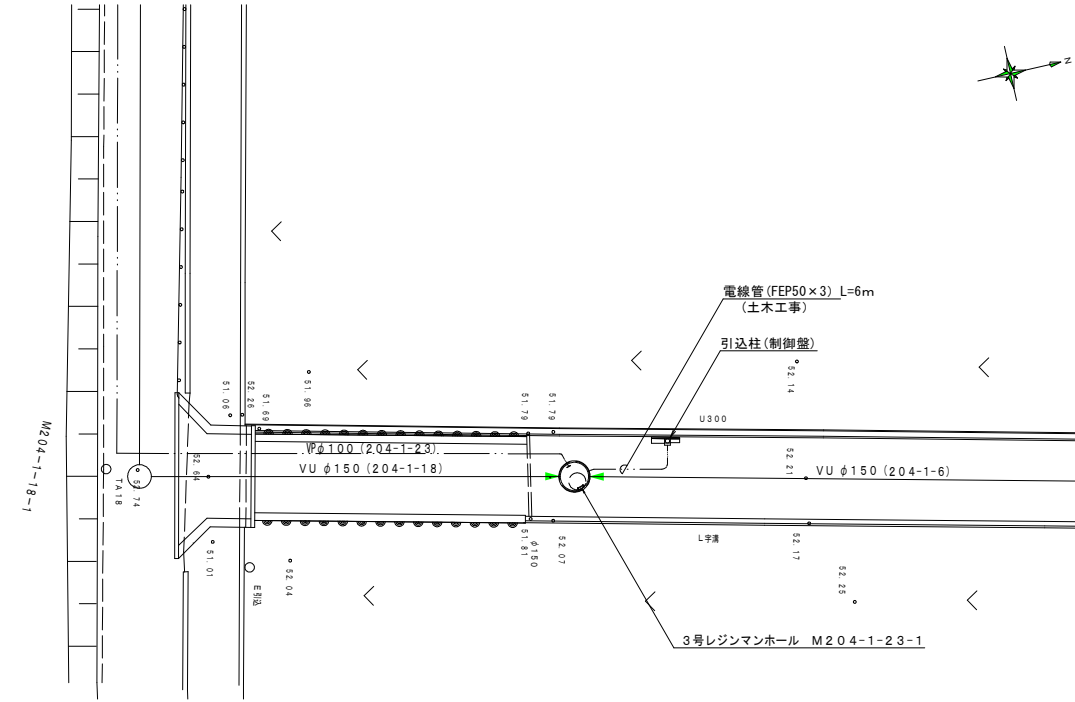 N
電線管(FEP50×3) L=6m
(土木工事)
引込柱(制御盤)
52.14
51.96
51.06
52.26
51.69
51.79
51.79
U300
VPφ100 (204-1-23)
VU φ150 (204-1-18)
VU φ150 (204-1-6)
52.21
52.64
52.74
TA18
M204-1-18-1
51.01
52.04
E引込
51.81
φ150
52.07
L字溝
52.17
52.25
3号レジンマンホール M204-1-23-1